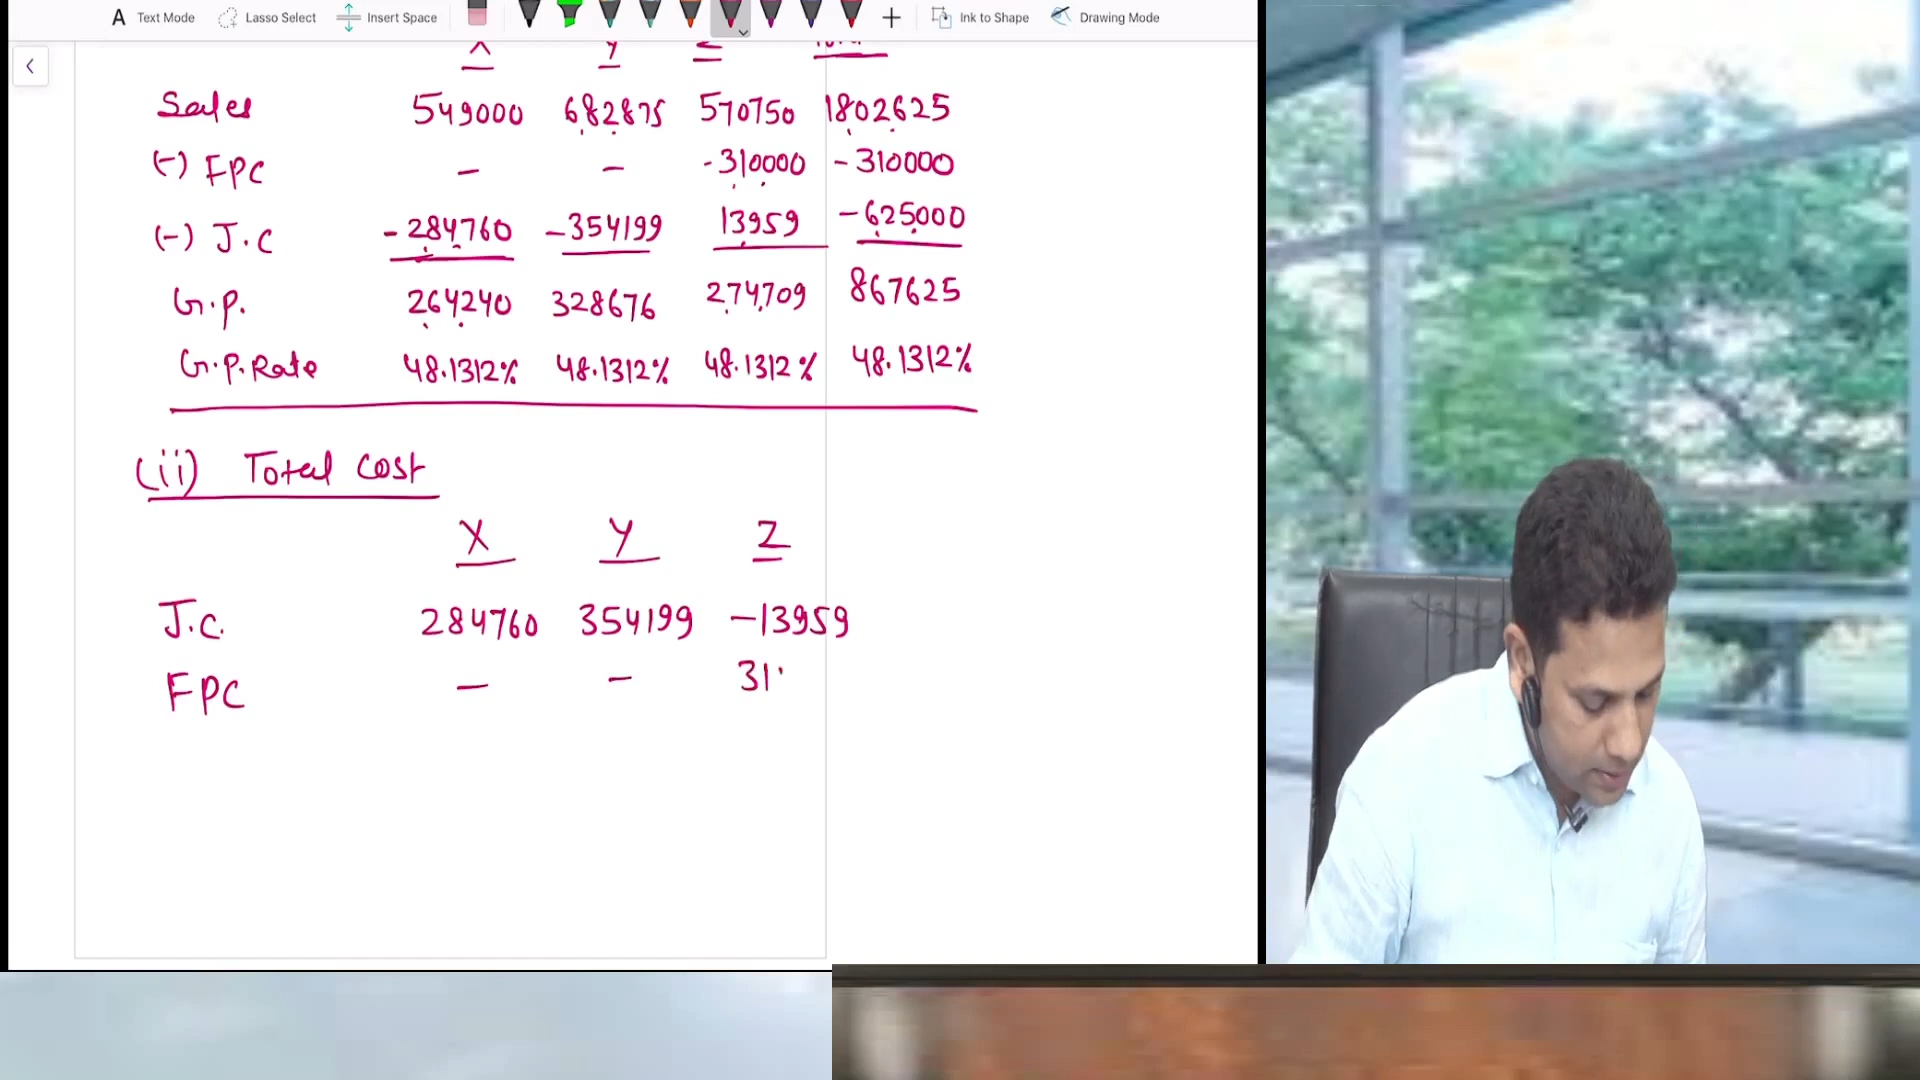 A Text Mode Lasso Select Insert Space Ink to Shape Drawing Mode
X Y Z
Sales 549000 682875 570750 1802625
(-) FPC - - -310000 -310000
(-) J.C -284760 -354199 13959 -625000
G.P. 264240 328676 274709 867625
G.P. Rate 48.1312% 48.1312% 48.1312% 48.1312%
(ii) Total Cost
X Y Z
J.C. 284760 354199 -13959
FPC - - 31